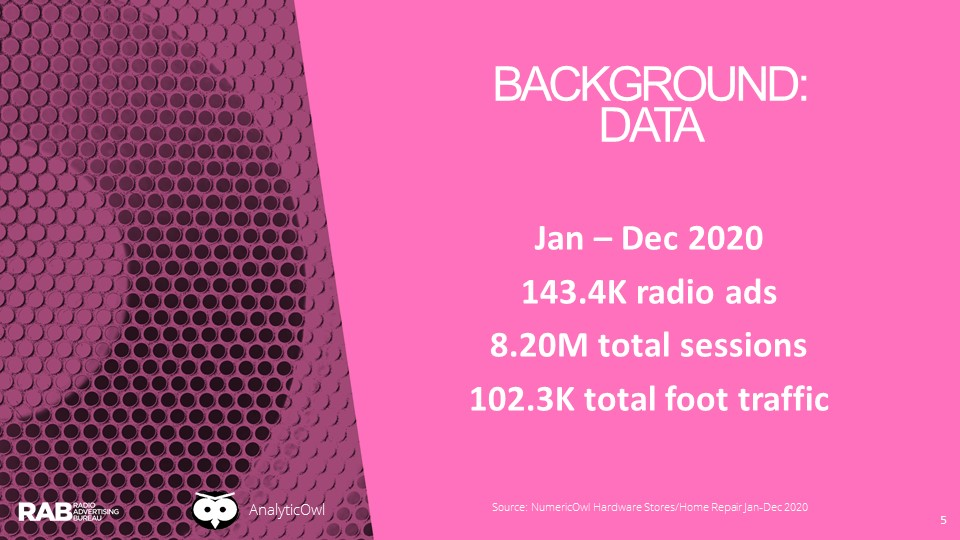 BACKGROUND:
DATA
Jan – Dec 2020
143.4K radio ads
8.20M total sessions
102.3K total foot traffic
RAB RADIO
ADVERTISING
BUREAU
AnalyticOwl
Source: NumericOwl Hardware Stores/Home Repair Jan-Dec 2020
5